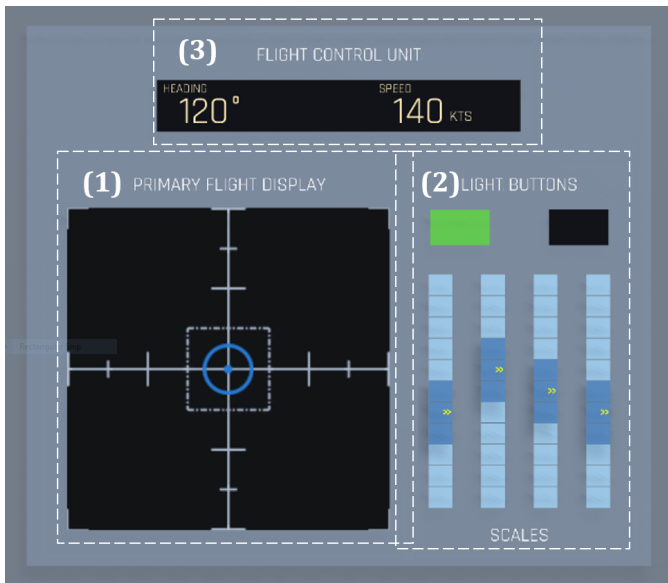 (3) FLIGHT CONTROL UNIT
HEADING SPEED
120° 140 KTS
(1) PRIMARY FLIGHT DISPLAY
(2) LIGHT BUTTONS
»
»
»
»
SCALES